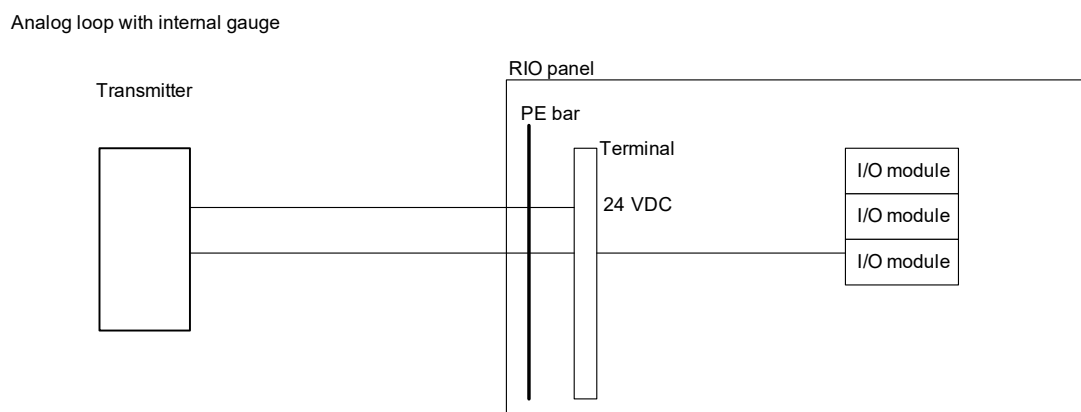 Analog loop with internal gauge
RIO panel
Transmitter
PE bar
Terminal
24 VDC
I/O module
I/O module
I/O module